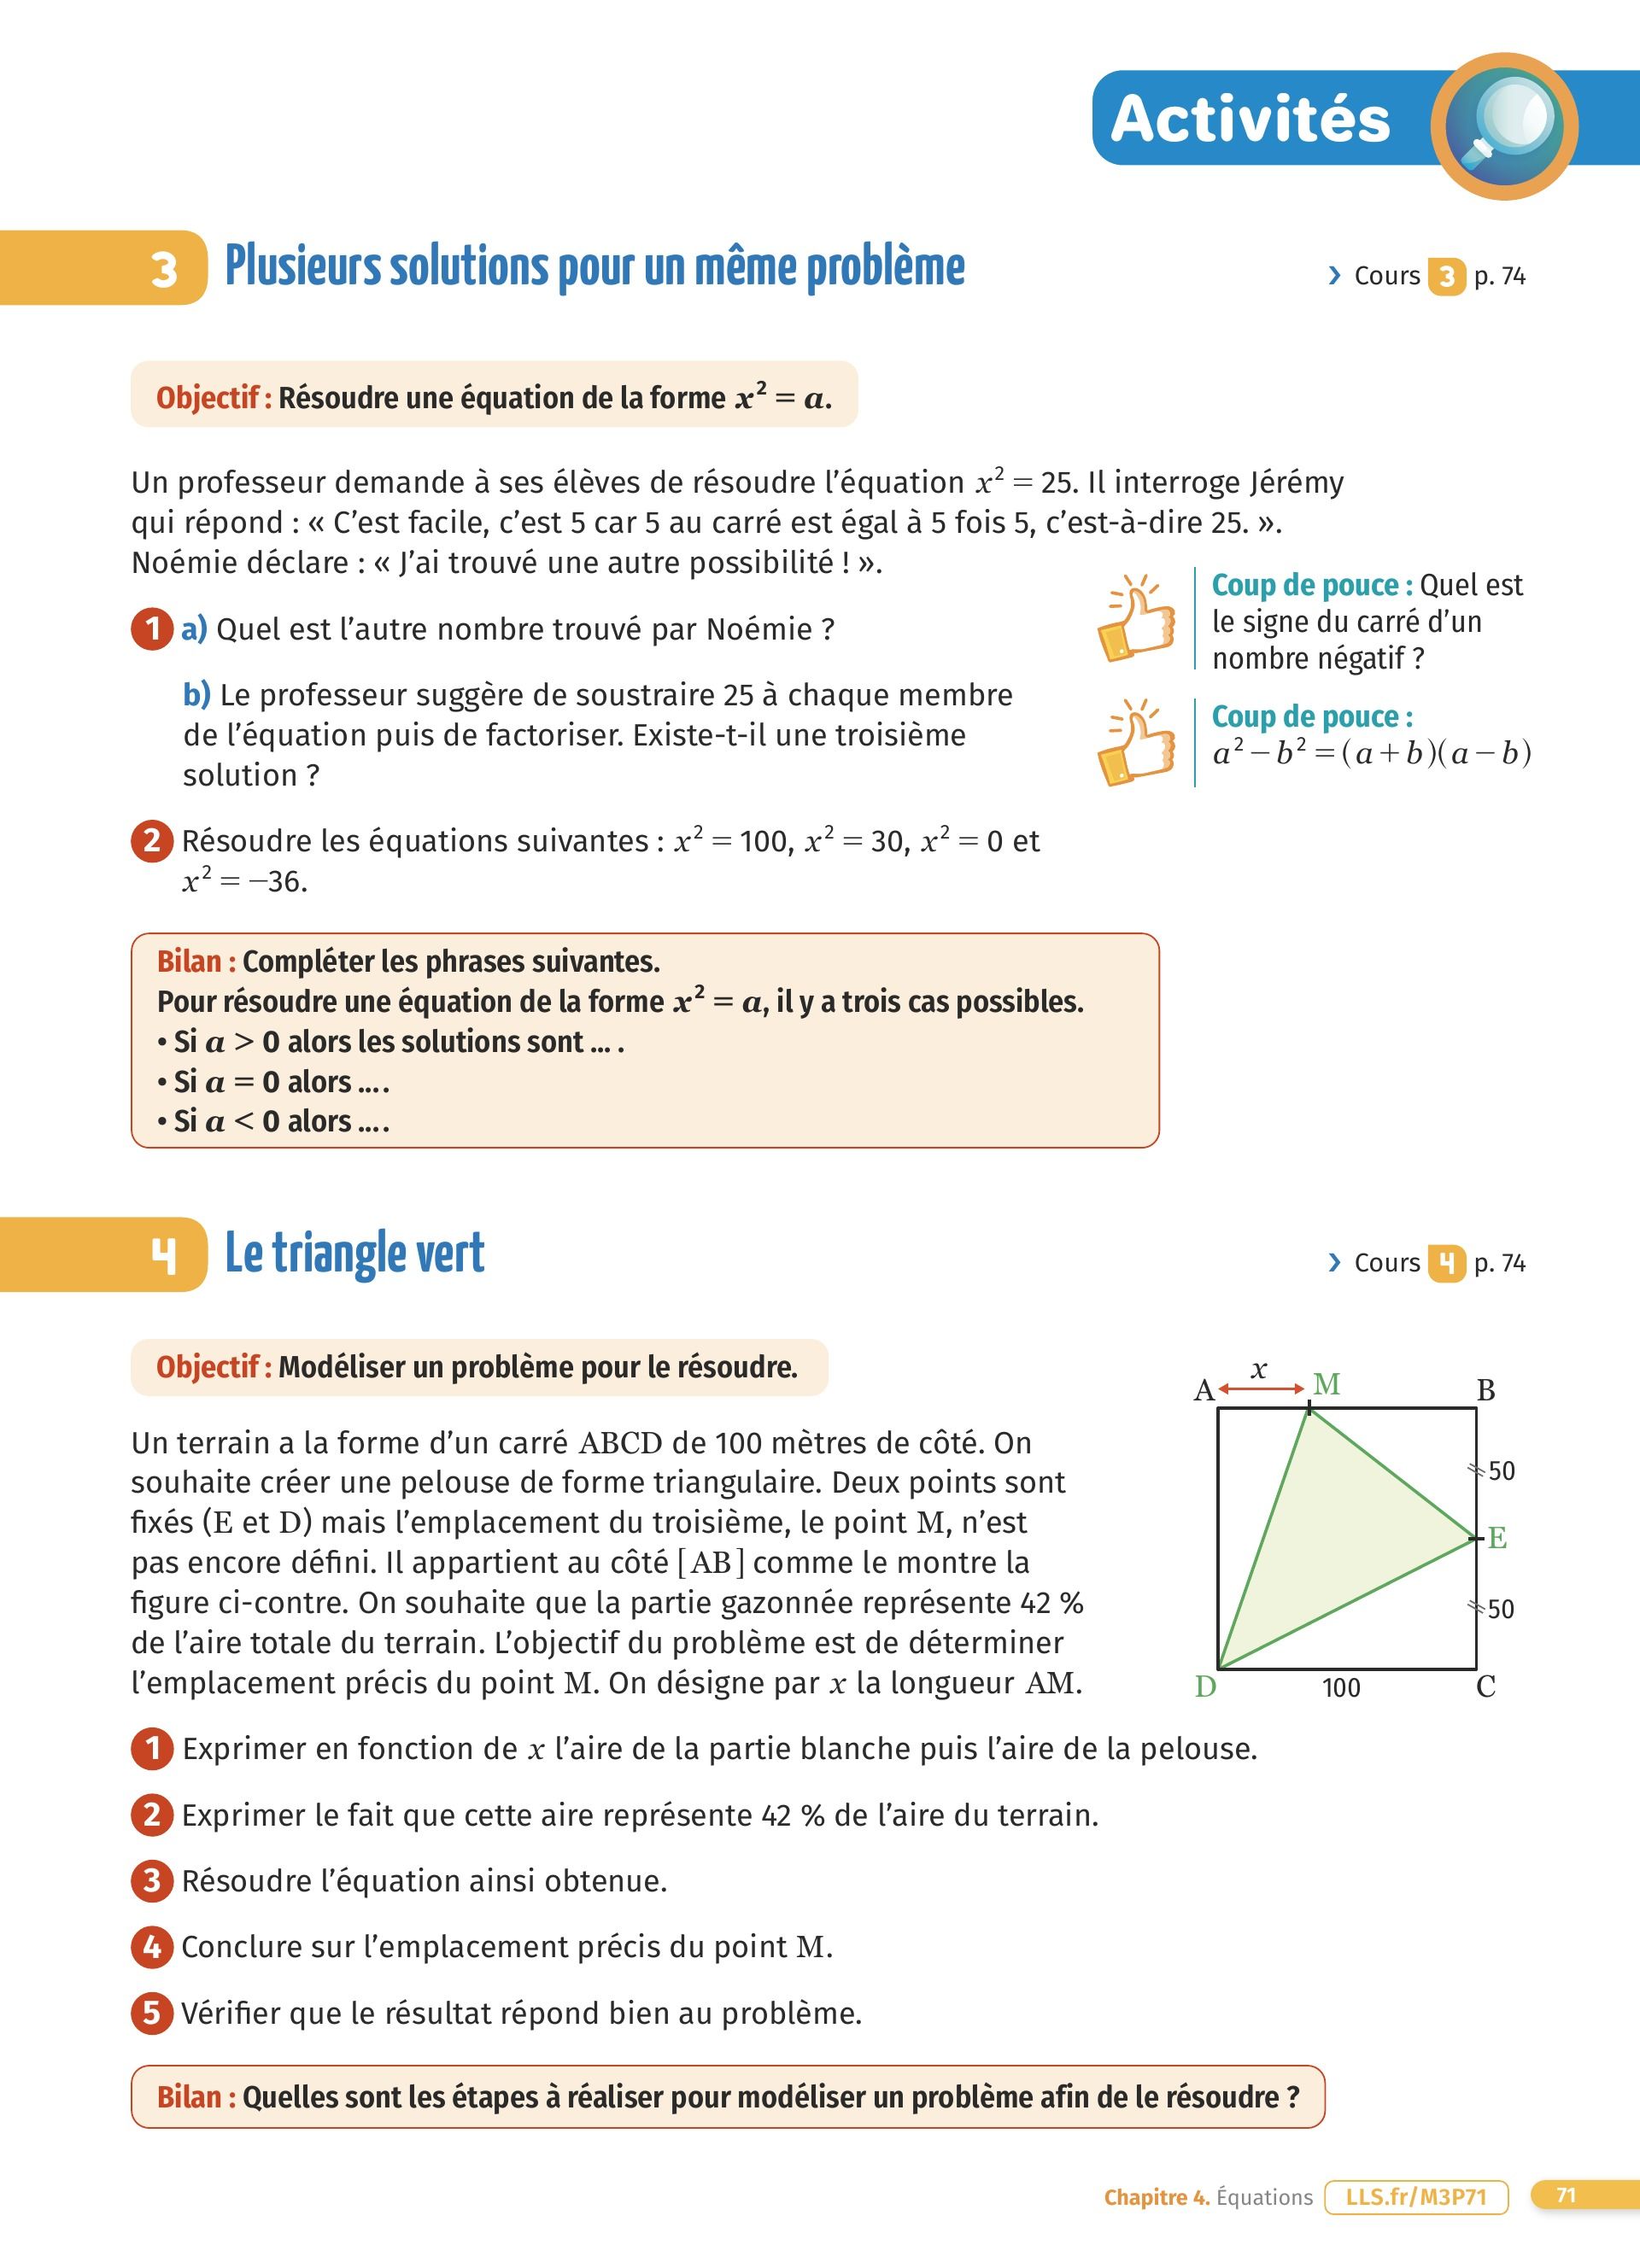 Activités
3 Plusieurs solutions pour un même problème
› Cours 3 p. 74
Objectif : Résoudre une équation de la forme x² = a.
Un professeur demande à ses élèves de résoudre l’équation x² = 25. Il interroge Jérémy
qui répond : « C’est facile, c’est 5 car 5 au carré est égal à 5 fois 5, c’est-à-dire 25. ».
Noémie déclare : « J’ai trouvé une autre possibilité ! ».
1 a) Quel est l’autre nombre trouvé par Noémie ?
b) Le professeur suggère de soustraire 25 à chaque membre
de l’équation puis de factoriser. Existe-t-il une troisième
solution ?
Coup de pouce : Quel est
le signe du carré d’un
nombre négatif ?
Coup de pouce :
a² − b² = (a + b)(a − b)
2 Résoudre les équations suivantes : x² = 100, x² = 30, x² = 0 et
x² = −36.
Bilan : Compléter les phrases suivantes.
Pour résoudre une équation de la forme x² = a, il y a trois cas possibles.
• Si a > 0 alors les solutions sont ... .
• Si a = 0 alors ....
• Si a < 0 alors ....
4 Le triangle vert
› Cours 4 p. 74
Objectif : Modéliser un problème pour le résoudre.
Un terrain a la forme d’un carré ABCD de 100 mètres de côté. On
souhaite créer une pelouse de forme triangulaire. Deux points sont
fixés (E et D) mais l’emplacement du troisième, le point M, n’est
pas encore défini. Il appartient au côté [AB] comme le montre la
figure ci-contre. On souhaite que la partie gazonnée représente 42 %
de l’aire totale du terrain. L’objectif du problème est de déterminer
l’emplacement précis du point M. On désigne par x la longueur AM.
x
A M B
50
E
50
D 100 C
1 Exprimer en fonction de x l’aire de la partie blanche puis l’aire de la pelouse.
2 Exprimer le fait que cette aire représente 42 % de l’aire du terrain.
3 Résoudre l’équation ainsi obtenue.
4 Conclure sur l’emplacement précis du point M.
5 Vérifier que le résultat répond bien au problème.
Bilan : Quelles sont les étapes à réaliser pour modéliser un problème afin de le résoudre ?
Chapitre 4. Équations LLS.fr/M3P71 71